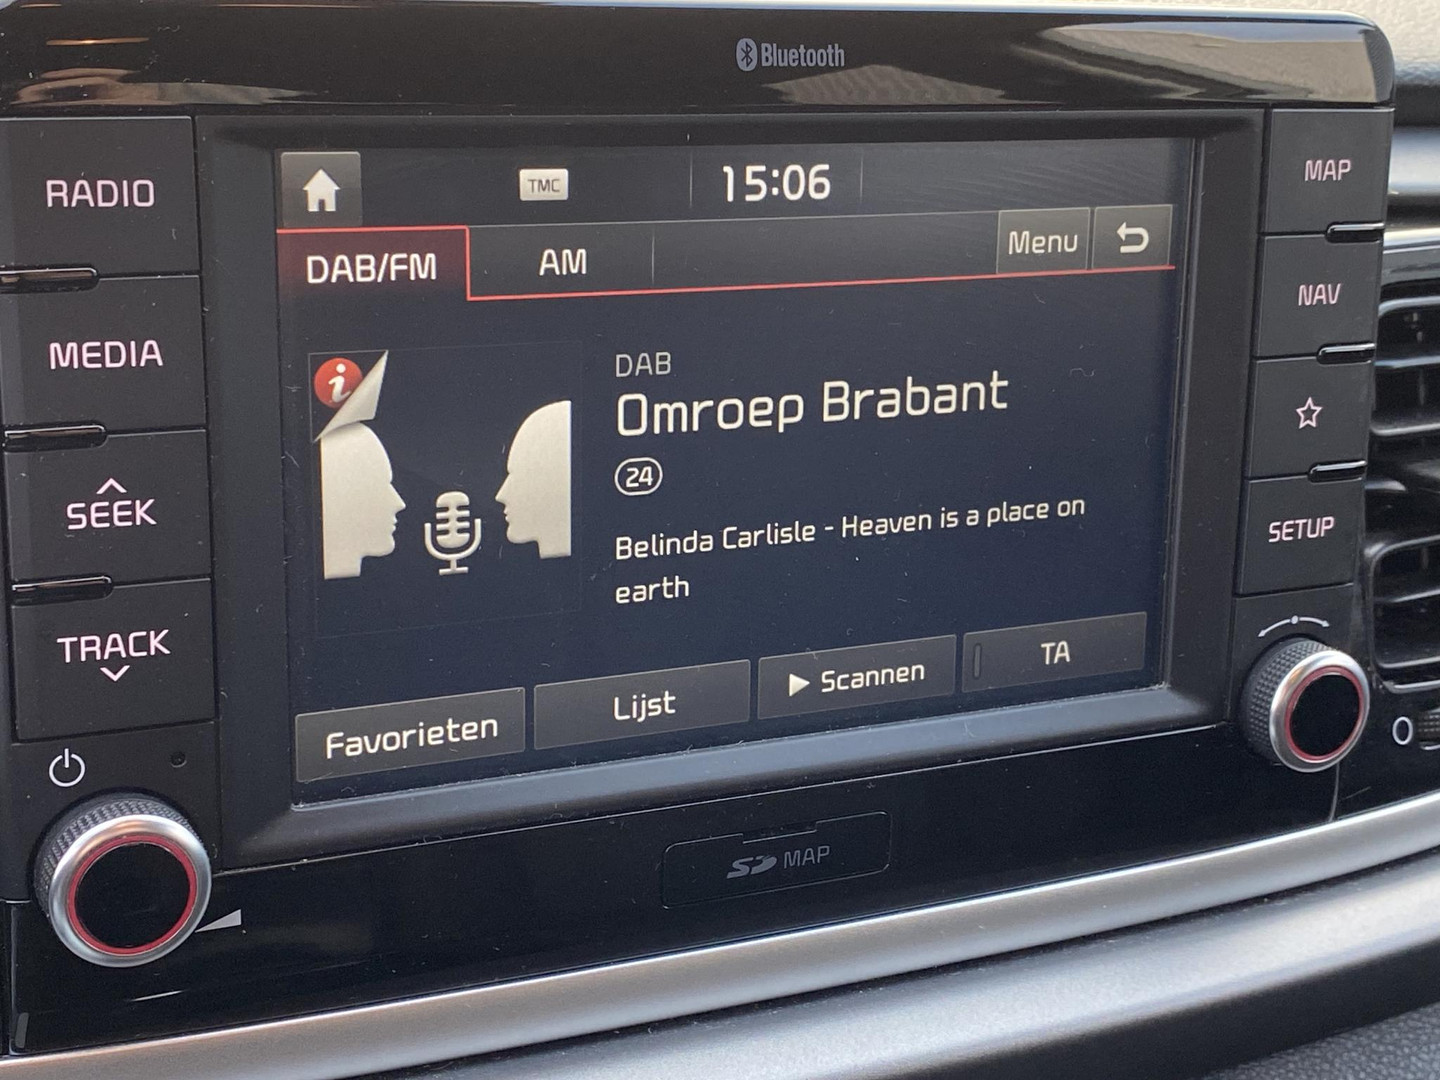 Bluetooth
RADIO
MEDIA
SEEK
TRACK
TMC
15:06
DAB/FM
AM
Menu
i
DAB
Omroep Brabant
24
Belinda Carlisle - Heaven is a place on
earth
Favorieten
Lijst
Scannen
TA
MAP
NAV
SETUP
SD MAP
0